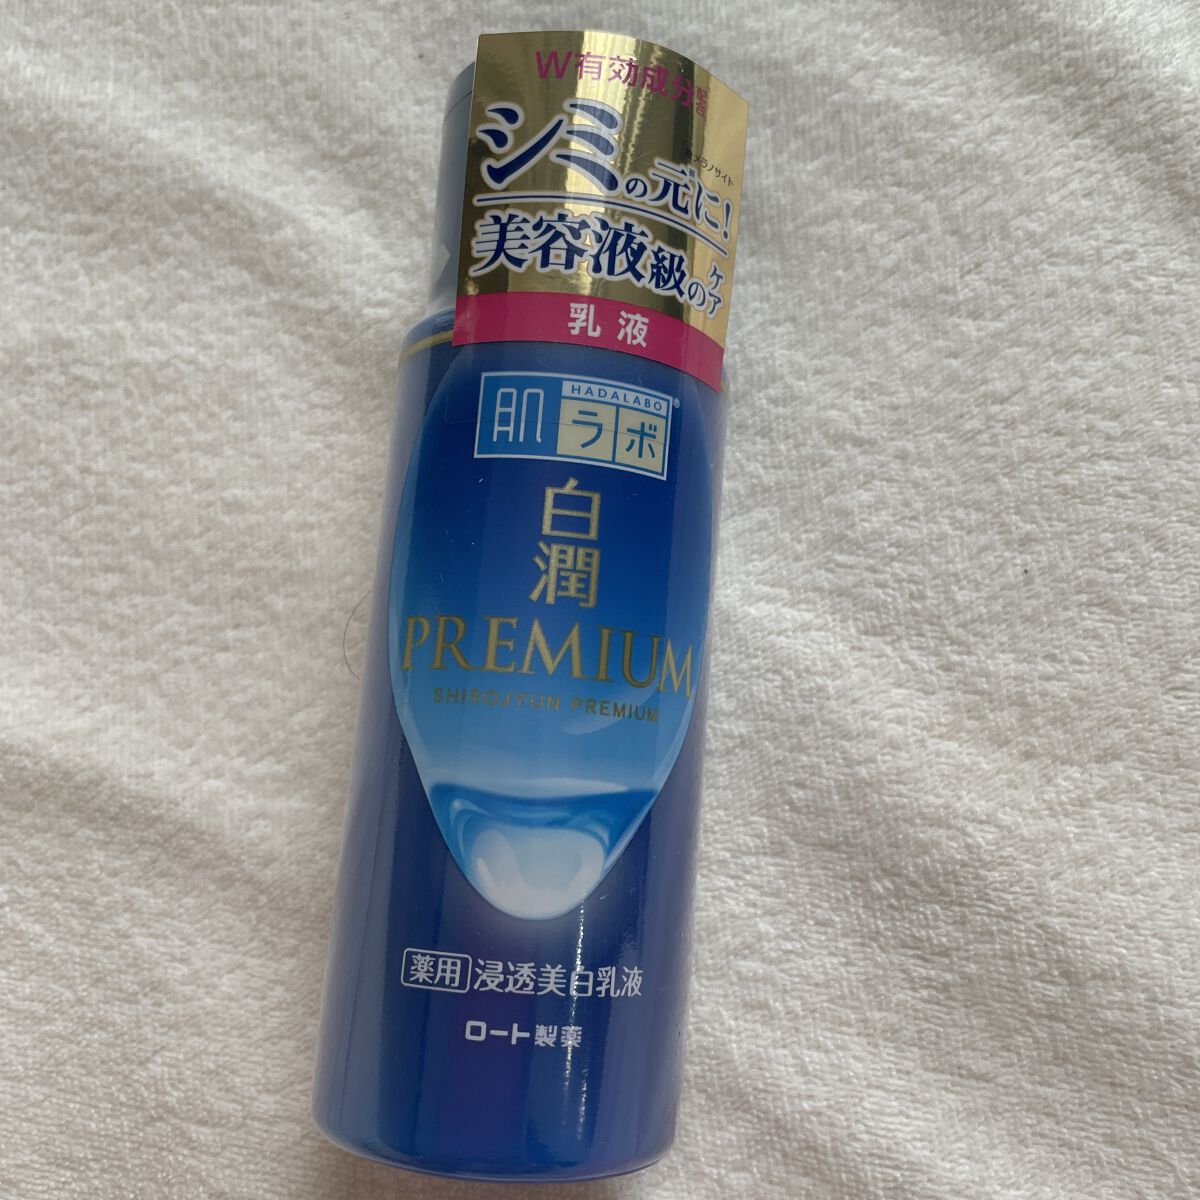 W有効成分配合
※メラノサイト
シミの元※に!
美容液級のケア
乳液
HADALABO®
肌ラボ
白潤
PREMIUM
SHIROJYUN PREMIUM
薬用 浸透美白乳液
ロート製薬